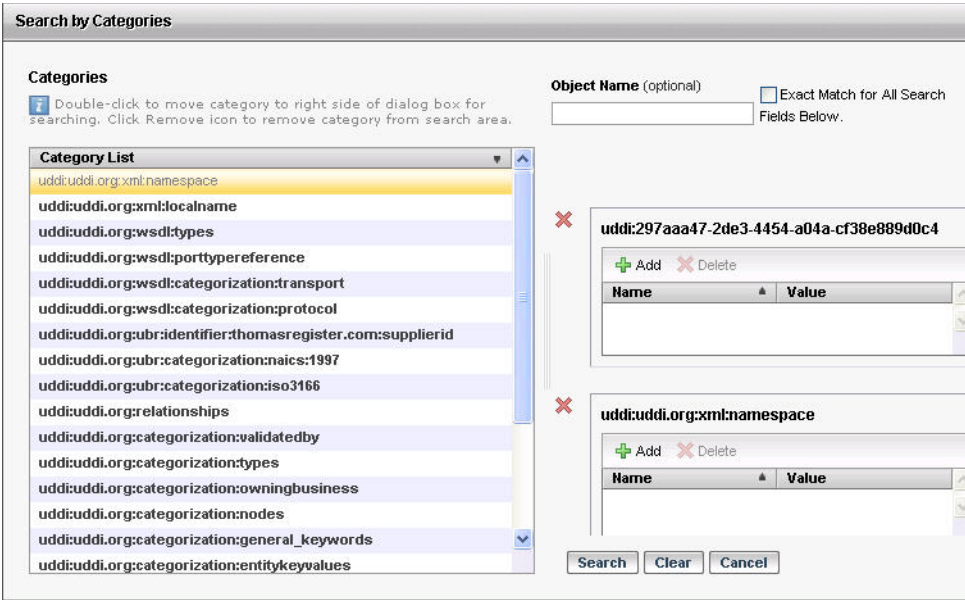 Search by Categories
Categories
Double-click to move category to right side of dialog box for
searching. Click Remove icon to remove category from search area.
Object Name (optional)
Exact Match for All Search
Fields Below.
Category List
uddi:uddi.org:xml:namespace
uddi:uddi.org:xml:localname
uddi:uddi.org:wsdl:types
uddi:uddi.org:wsdl:porttypereference
uddi:uddi.org:wsdl:categorization:transport
uddi:uddi.org:wsdl:categorization:protocol
uddi:uddi.org:ubr:identifier:thomasregister.com:supplierid
uddi:uddi.org:ubr:categorization:naics:1997
uddi:uddi.org:ubr:categorization:iso3166
uddi:uddi.org:relationships
uddi:uddi.org:categorization:validatedby
uddi:uddi.org:categorization:types
uddi:uddi.org:categorization:owningbusiness
uddi:uddi.org:categorization:nodes
uddi:uddi.org:categorization:general_keywords
uddi:uddi.org:categorization:entitykeyvalues
uddi:297aaa47-2de3-4454-a04a-cf38e889d0c4
Add Delete
Name Value
uddi:uddi.org:xml:namespace
Add Delete
Name Value
Search Clear Cancel